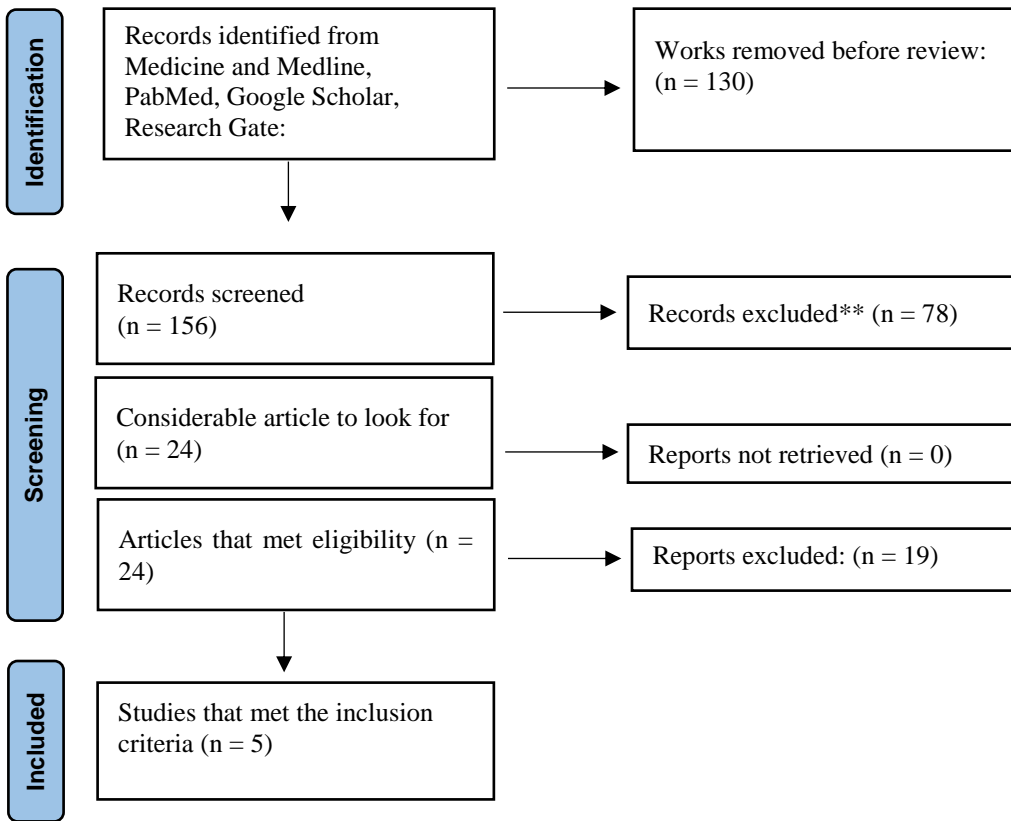 Identification
Records identified from
Medicine and Medline,
PabMed, Google Scholar,
Research Gate:
Works removed before review:
(n = 130)
Screening
Records screened
(n = 156)
Records excluded** (n = 78)
Considerable article to look for
(n = 24)
Reports not retrieved (n = 0)
Articles that met eligibility (n =
24)
Reports excluded: (n = 19)
Included
Studies that met the inclusion
criteria (n = 5)